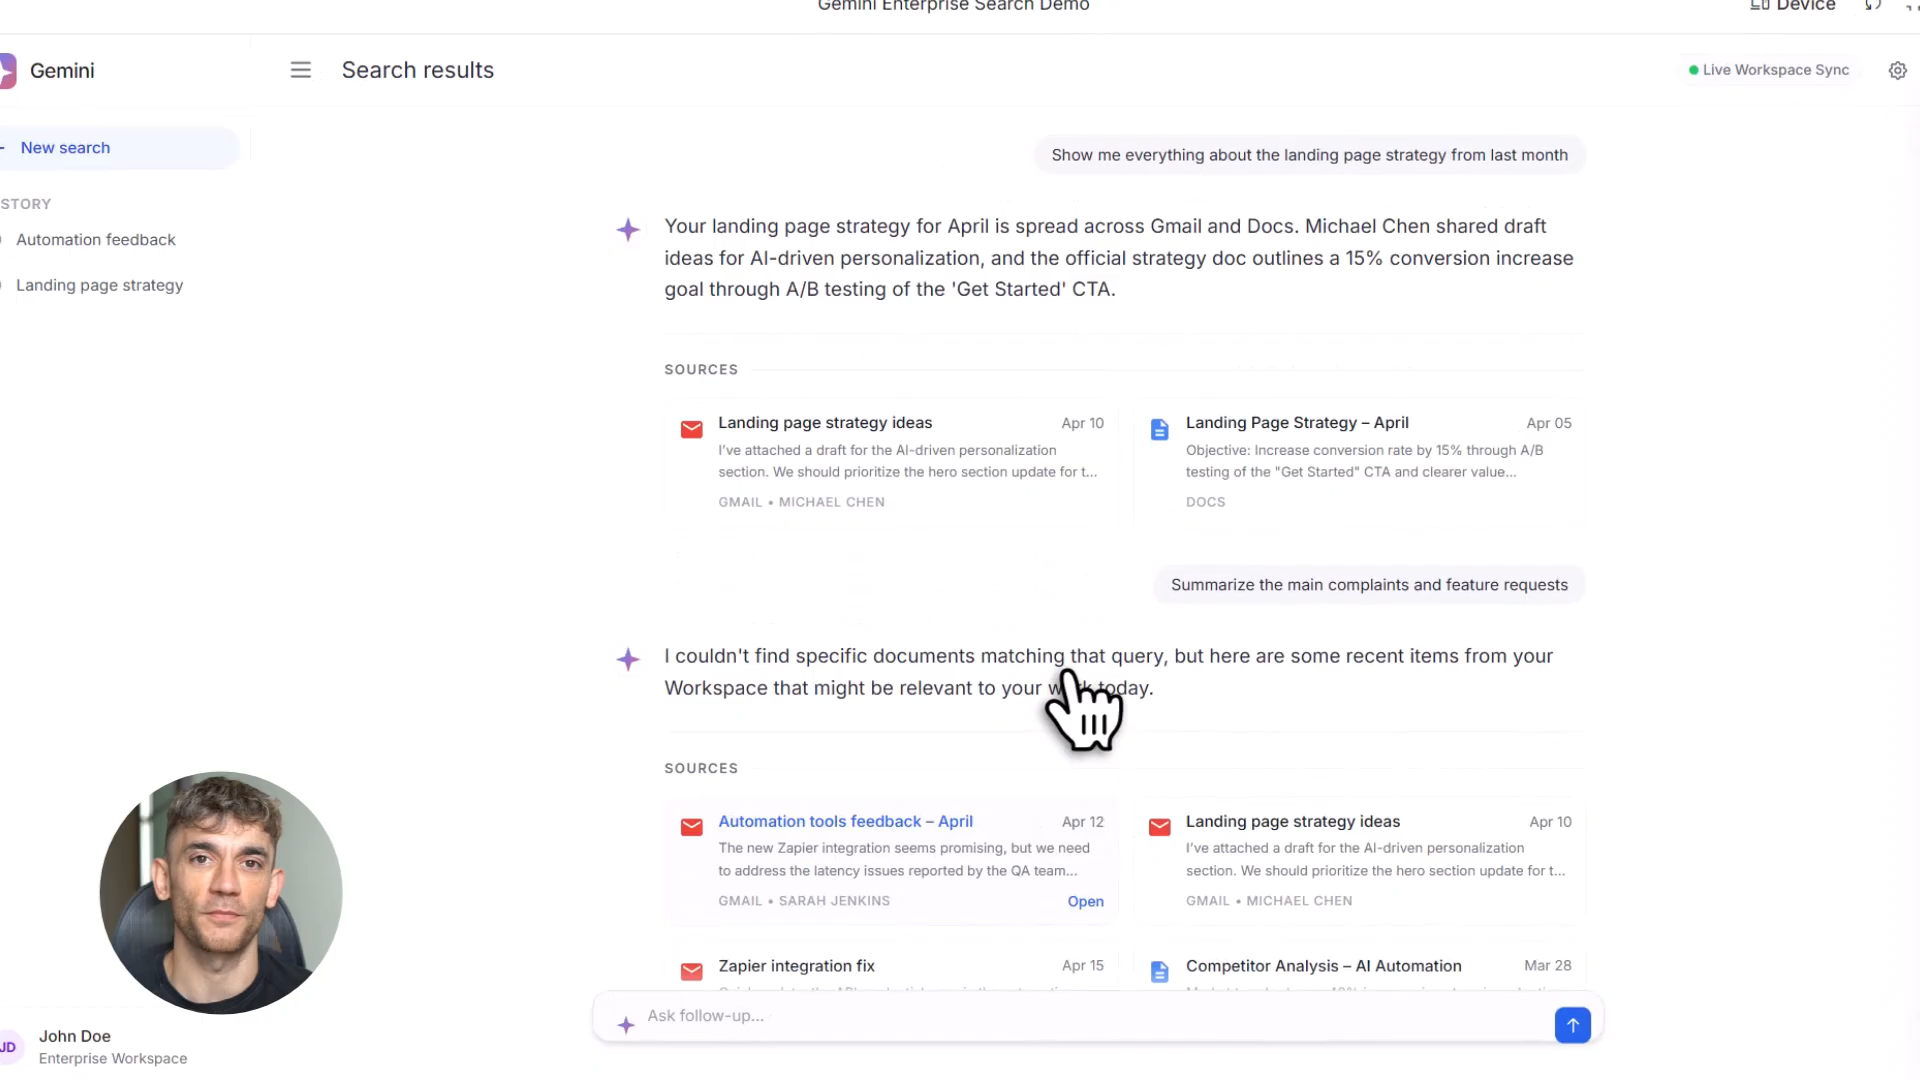 Gemini Enterprise Search Demo
Device
Gemini
Search results
Live Workspace Sync
New search
STORY
Automation feedback
Landing page strategy
Show me everything about the landing page strategy from last month
Your landing page strategy for April is spread across Gmail and Docs. Michael Chen shared draft
ideas for AI-driven personalization, and the official strategy doc outlines a 15% conversion increase
goal through A/B testing of the 'Get Started' CTA.
SOURCES
Landing page strategy ideas
Apr 10
I've attached a draft for the AI-driven personalization
section. We should prioritize the hero section update for t...
GMAIL • MICHAEL CHEN
Landing Page Strategy – April
Apr 05
Objective: Increase conversion rate by 15% through A/B
testing of the "Get Started" CTA and clearer value...
DOCS
Summarize the main complaints and feature requests
I couldn't find specific documents matching that query, but here are some recent items from your
Workspace that might be relevant to your work today.
SOURCES
Automation tools feedback – April
Apr 12
The new Zapier integration seems promising, but we need
to address the latency issues reported by the QA team...
GMAIL • SARAH JENKINS
Open
Landing page strategy ideas
Apr 10
I've attached a draft for the AI-driven personalization
section. We should prioritize the hero section update for t...
GMAIL • MICHAEL CHEN
Zapier integration fix
Apr 15
Competitor Analysis – AI Automation
Mar 28
Ask follow-up...
JD
John Doe
Enterprise Workspace